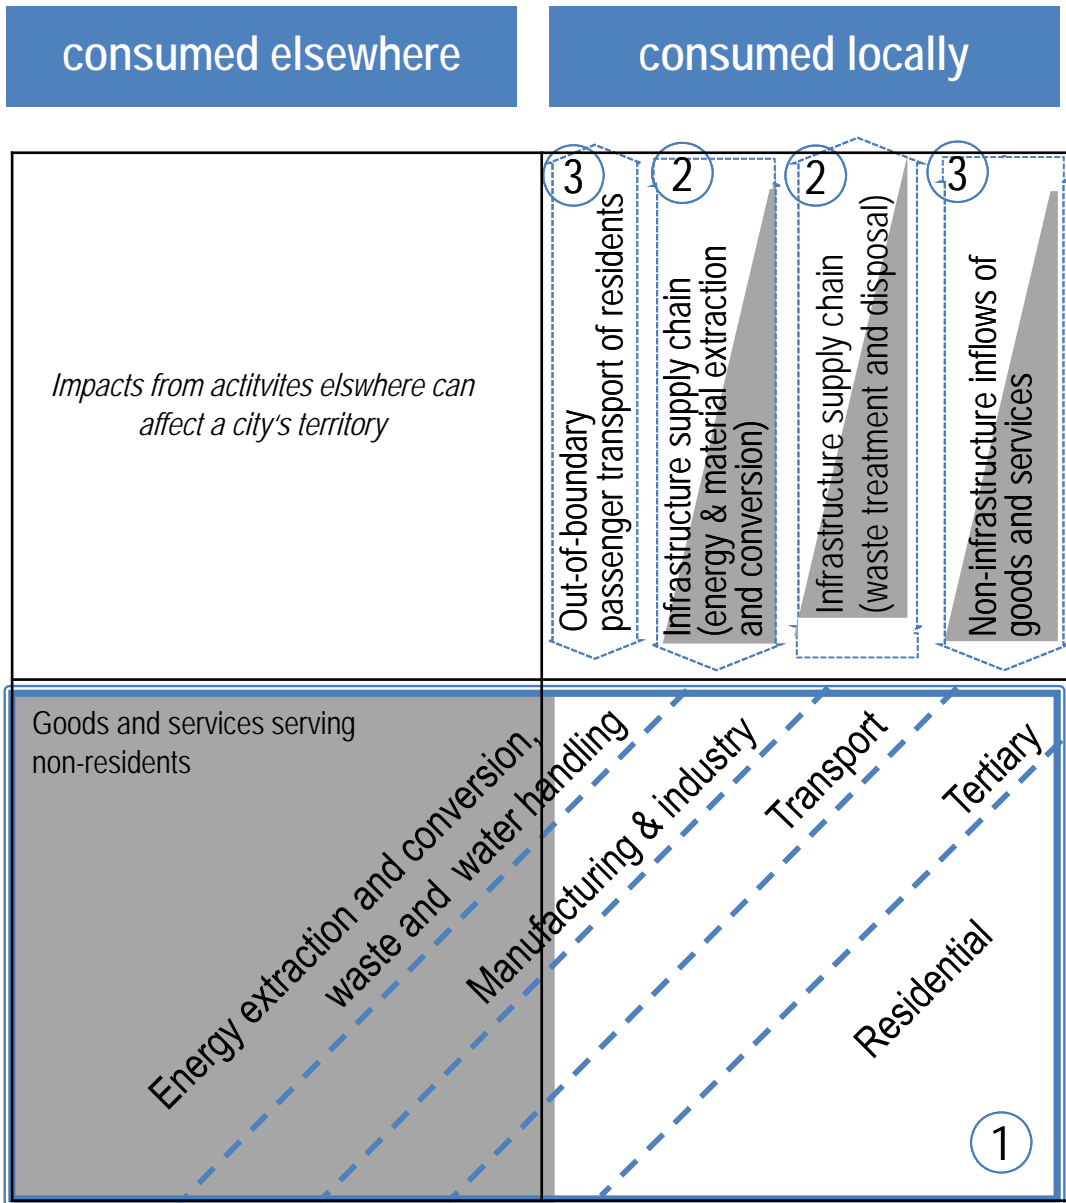 consumed elsewhere
consumed locally
3
2
2
3
Impacts from actitvites elswhere can
affect a city's territory
Out-of-boundary
passenger transport of residents
Infrastructure supply chain
(energy & material extraction
and conversion)
Infrastructure supply chain
(waste treatment and disposal)
Non-infrastructure inflows of
goods and services
Goods and services serving
non-residents
Energy extraction and conversion,
waste and water handling
Manufacturing & industry
Transport
Tertiary
Residential
1